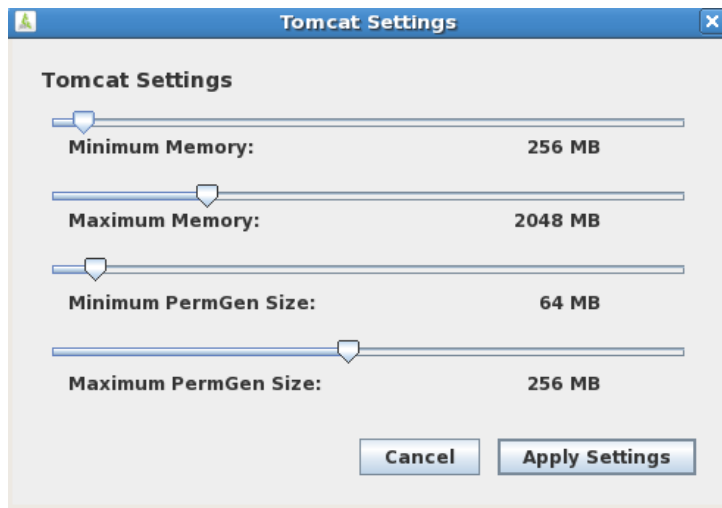 Tomcat Settings
Tomcat Settings
Minimum Memory: 256 MB
Maximum Memory: 2048 MB
Minimum PermGen Size: 64 MB
Maximum PermGen Size: 256 MB
Cancel Apply Settings